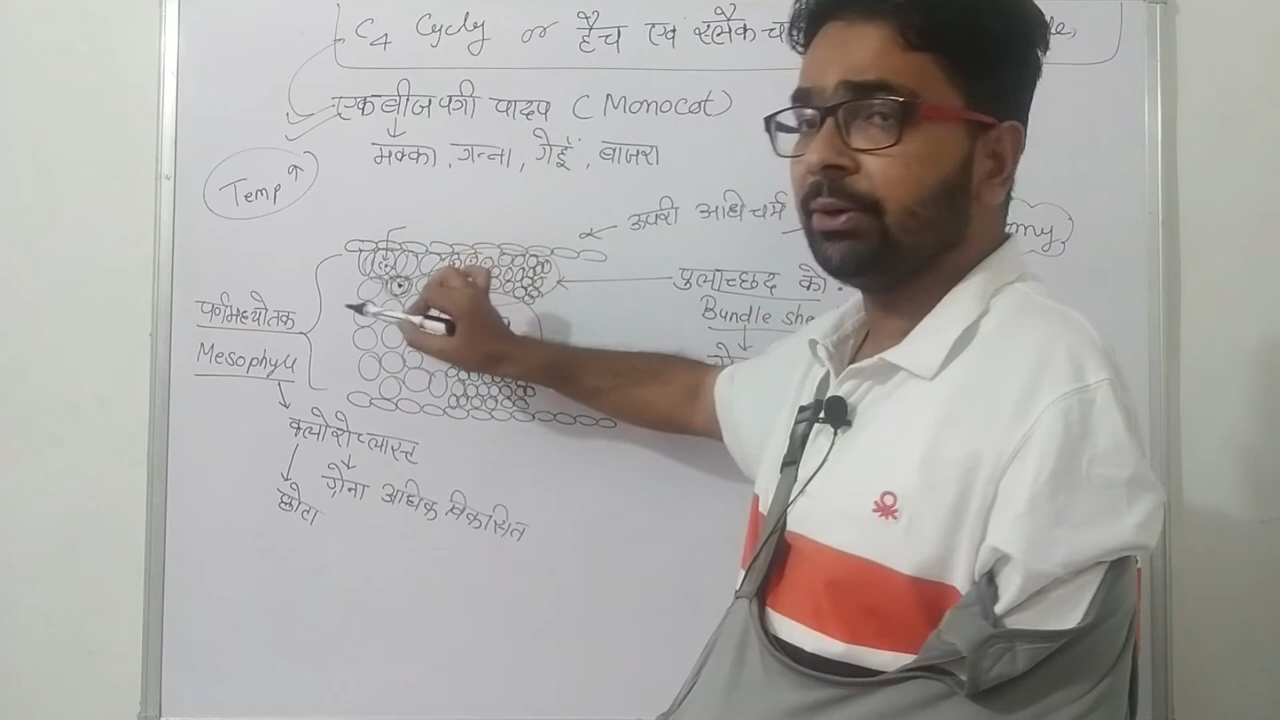 C4 Cycly or हैच एवं स्लैक
एकबीजपत्री पादप (Monocot)
मक्का, गन्ना, गेहूँ, बाजरा
Temp
ऊपरी अधिचर्म
पर्णमध्योतक
Mesophyll
पुलाच्छद को.
Bundle she
क्लोरोप्लास्ट
ग्रेना अधिक विकसित
छोटा